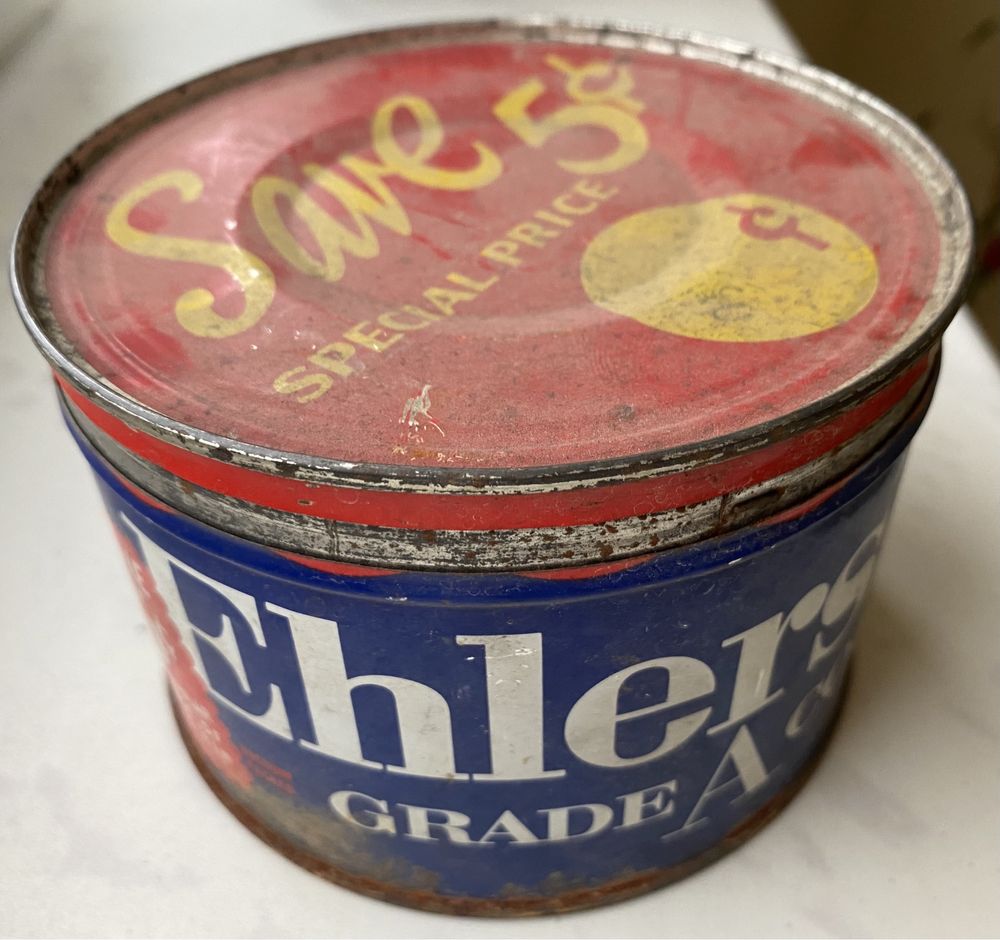 Save 5¢
SPECIAL PRICE
¢
Ehlers
GRADE A